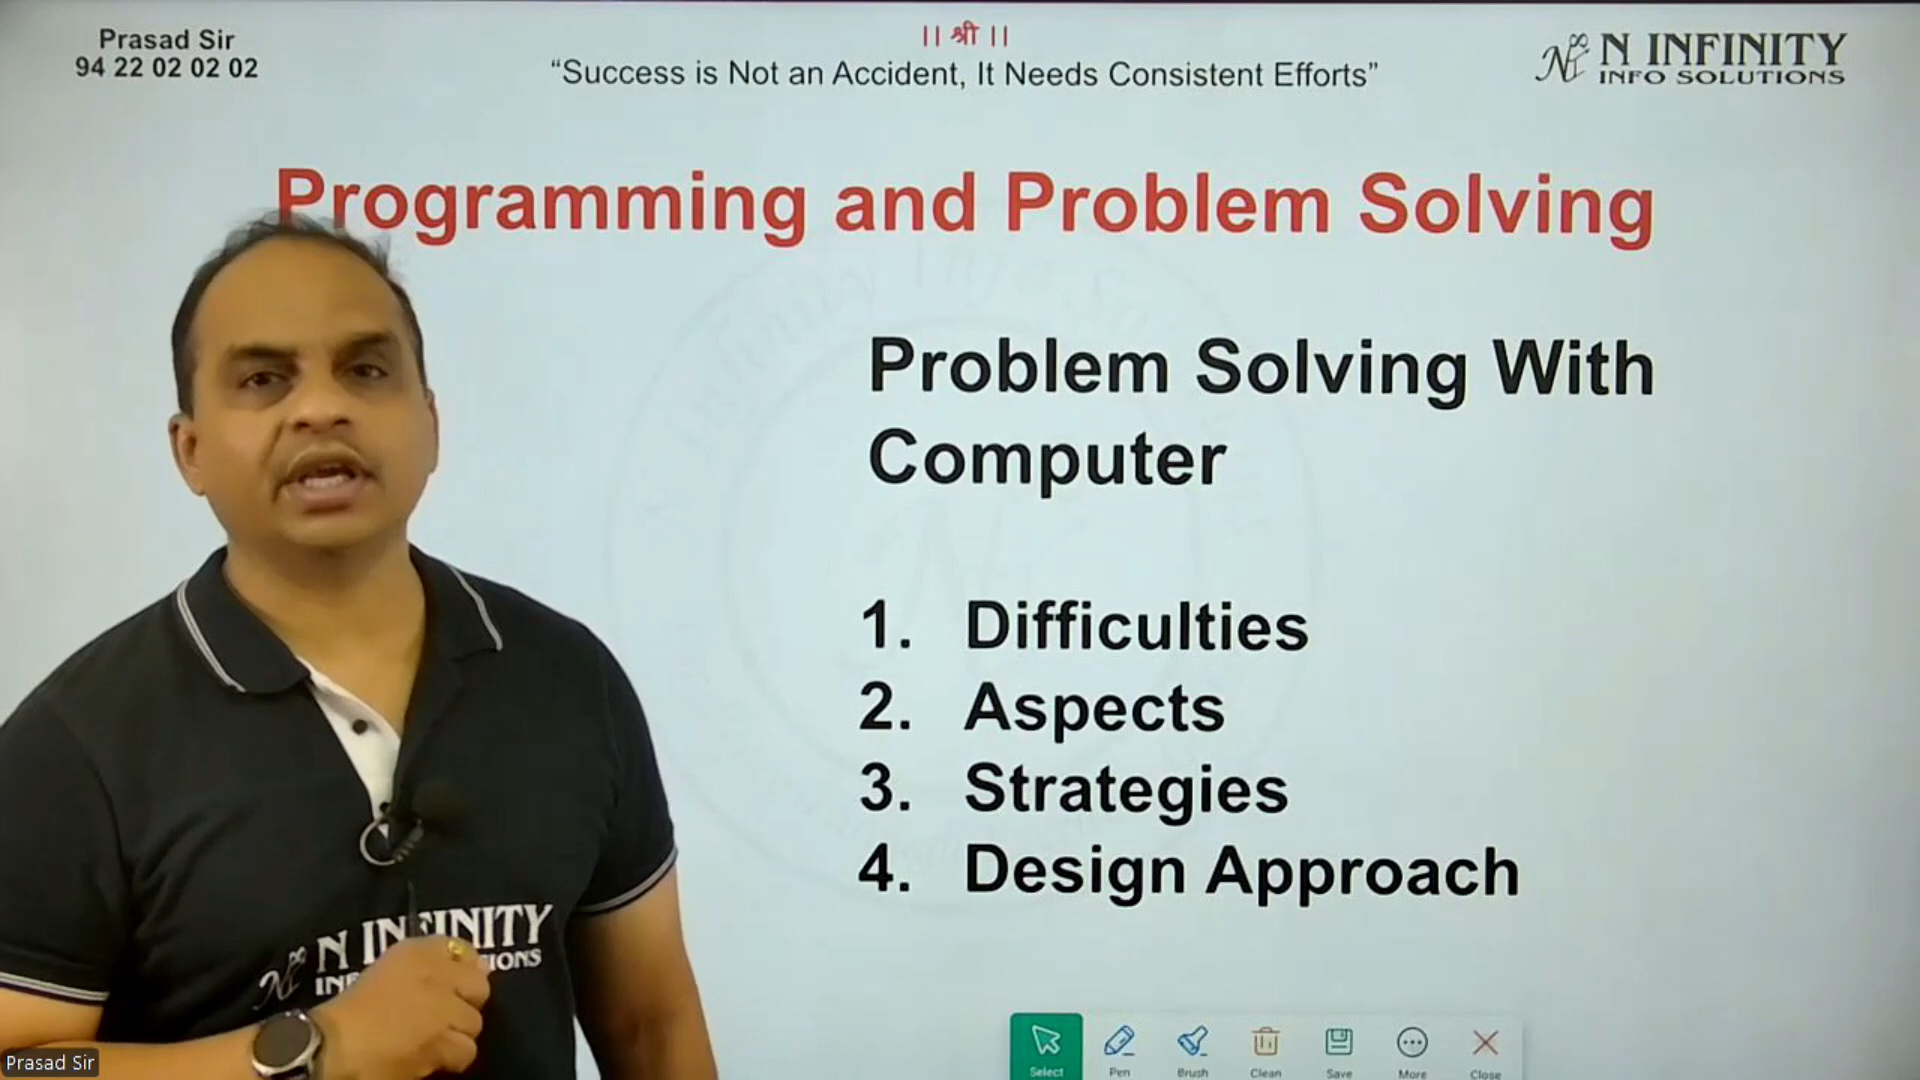 Prasad Sir
94 22 02 02 02
|| श्री ||
“Success is Not an Accident, It Needs Consistent Efforts”
N INFINITY
INFO SOLUTIONS
Programming and Problem Solving
Problem Solving With
Computer
1. Difficulties
2. Aspects
3. Strategies
4. Design Approach
N INFINITY
Select Pen Brush Clean Save More Close
Prasad Sir